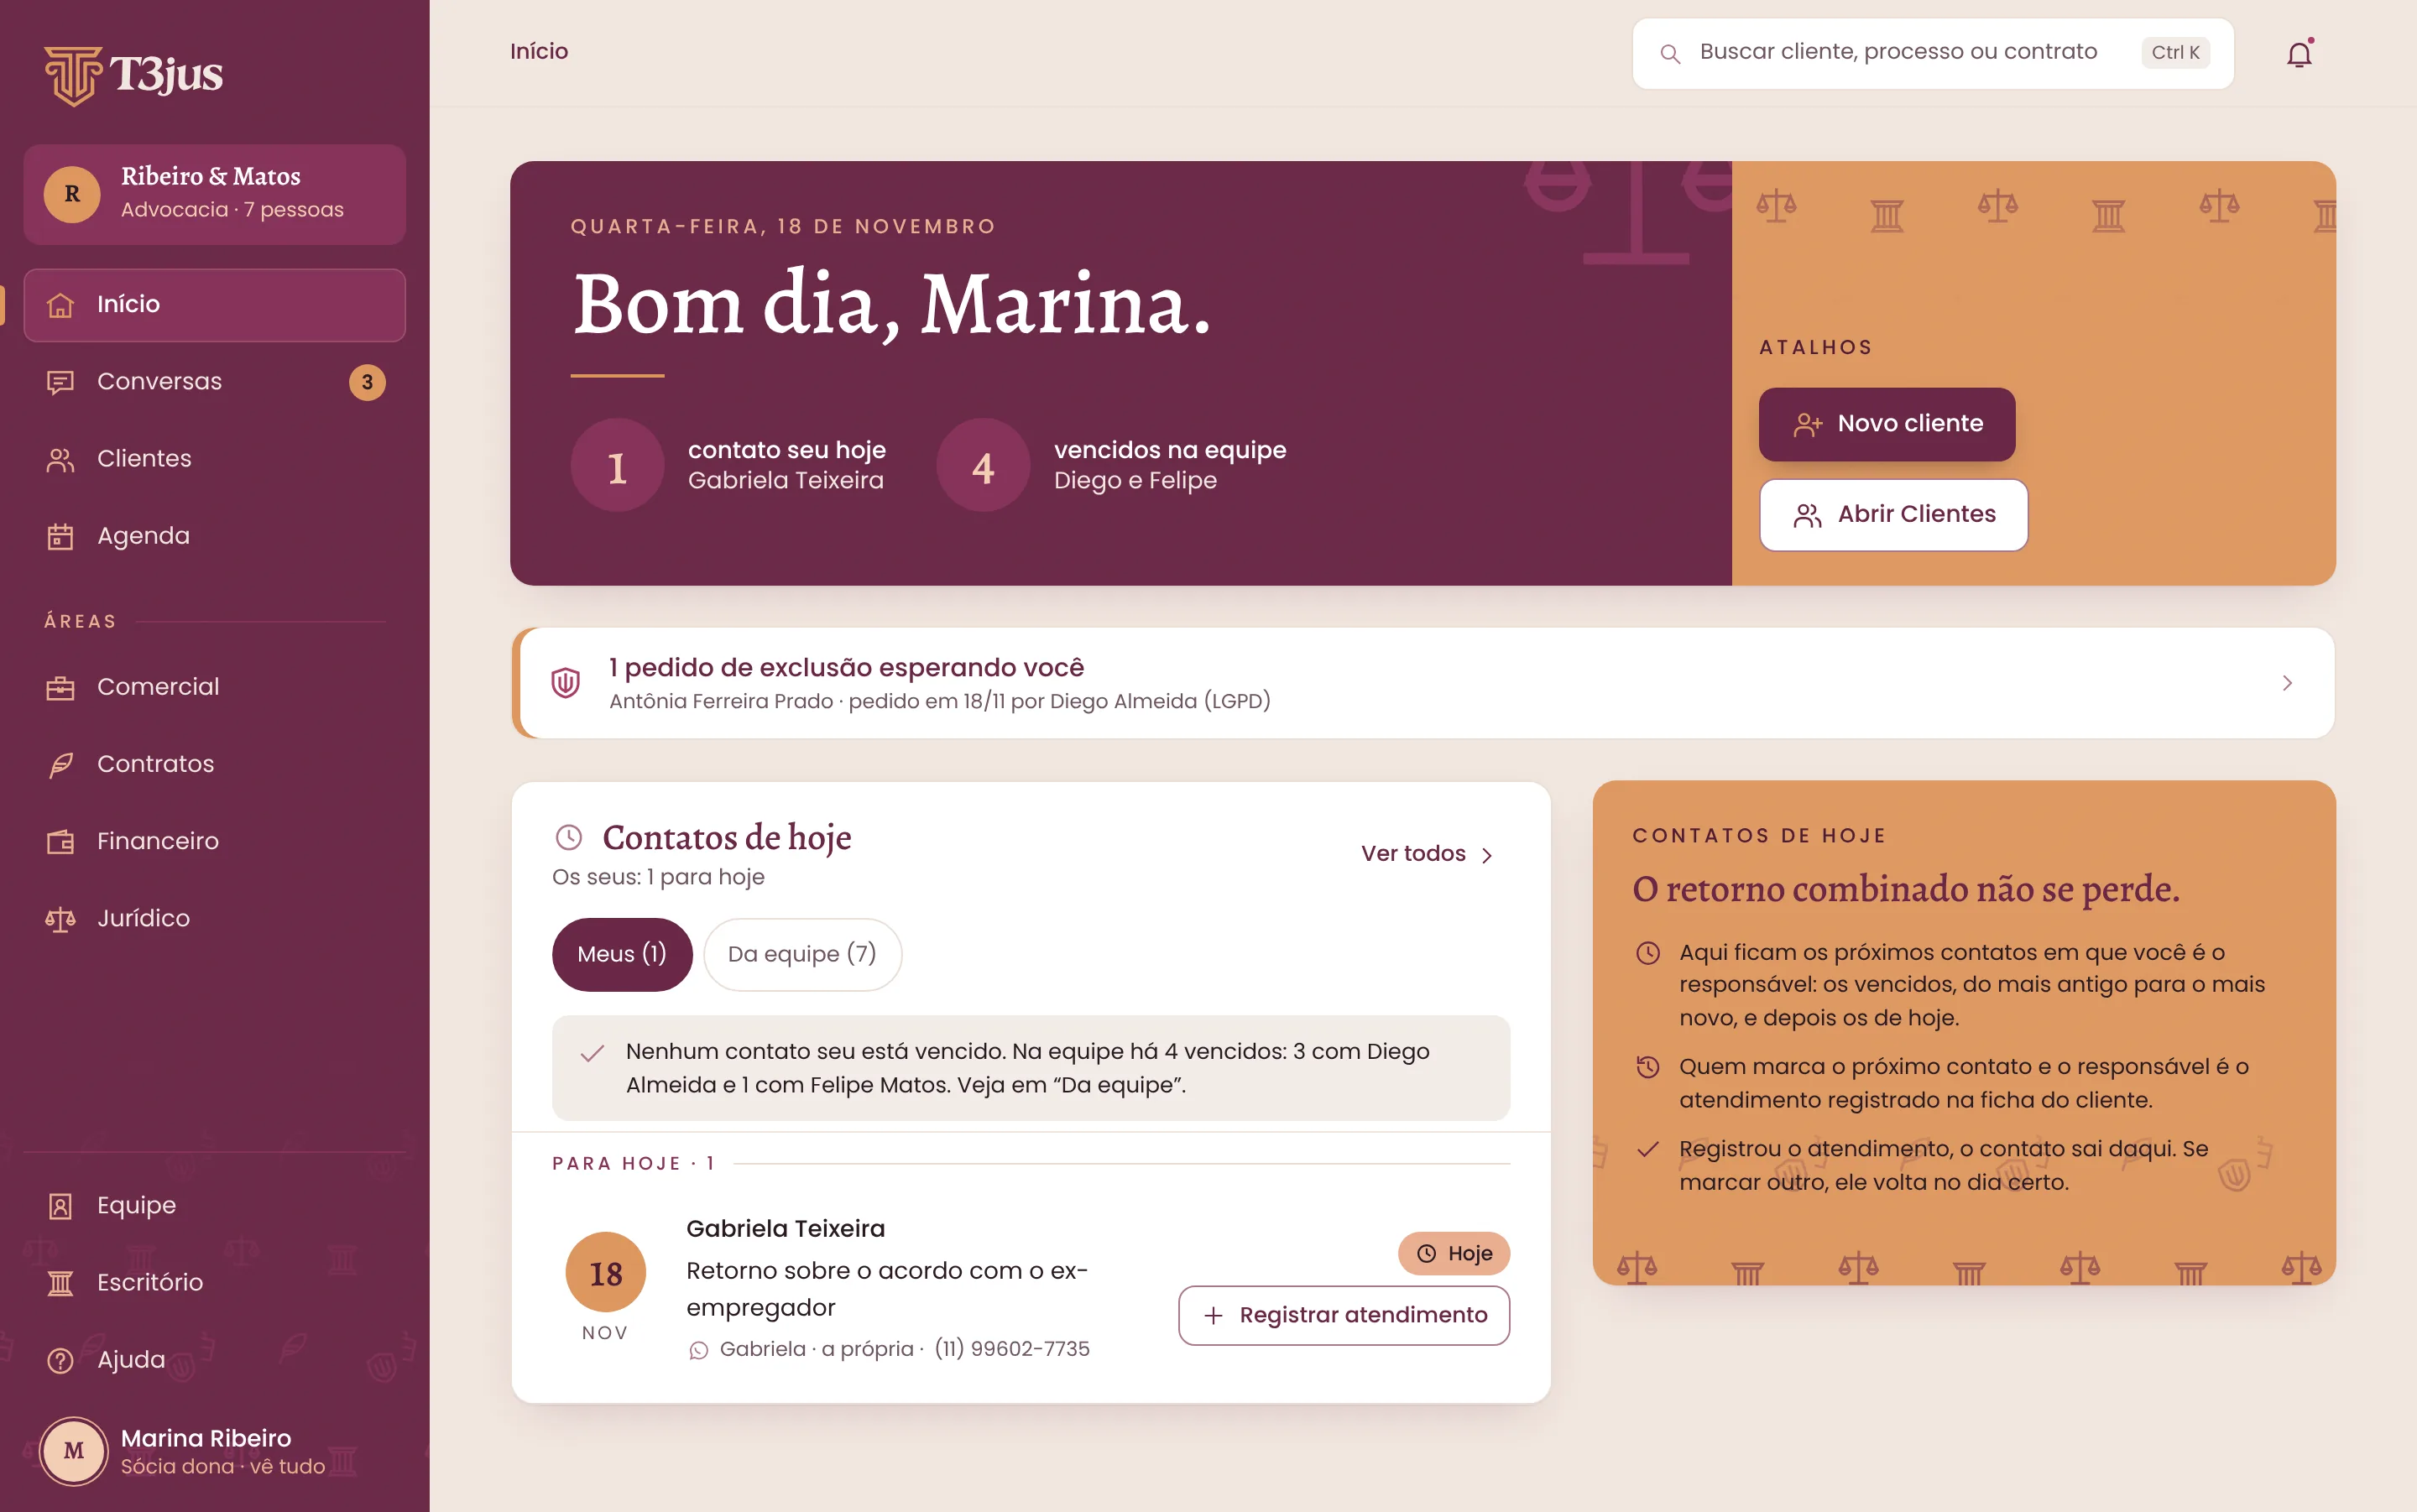 T3jus
R
Ribeiro & Matos
Advocacia · 7 pessoas
Início
Conversas
3
Clientes
Agenda
ÁREAS
Comercial
Contratos
Financeiro
Jurídico
Equipe
Escritório
Ajuda
M
Marina Ribeiro
Sócia dona · vê tudo
Início
Buscar cliente, processo ou contrato
Ctrl K
QUARTA-FEIRA, 18 DE NOVEMBRO
Bom dia, Marina.
1
contato seu hoje
Gabriela Teixeira
4
vencidos na equipe
Diego e Felipe
ATALHOS
Novo cliente
Abrir Clientes
1 pedido de exclusão esperando você
Antônia Ferreira Prado · pedido em 18/11 por Diego Almeida (LGPD)
Contatos de hoje
Os seus: 1 para hoje
Ver todos
Meus (1)
Da equipe (7)
Nenhum contato seu está vencido. Na equipe há 4 vencidos: 3 com Diego
Almeida e 1 com Felipe Matos. Veja em “Da equipe”.
PARA HOJE · 1
18
NOV
Gabriela Teixeira
Retorno sobre o acordo com o ex-
empregador
Gabriela · a própria · (11) 99602-7735
Hoje
Registrar atendimento
CONTATOS DE HOJE
O retorno combinado não se perde.
Aqui ficam os próximos contatos em que você é o
responsável: os vencidos, do mais antigo para o mais
novo, e depois os de hoje.
Quem marca o próximo contato e o responsável é o
atendimento registrado na ficha do cliente.
Registrou o atendimento, o contato sai daqui. Se
marcar outro, ele volta no dia certo.